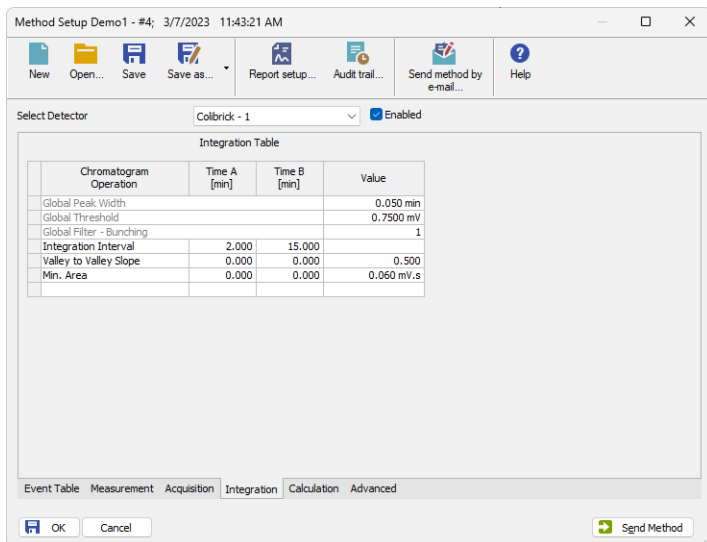 Method Setup Demo1 - #4; 3/7/2023 11:43:21 AM
New Open... Save Save as... Report setup... Audit trail... Send method by e-mail... Help
Select Detector Colibrick - 1 Enabled
Integration Table
Chromatogram Operation Time A [min] Time B [min] Value
Global Peak Width 0.050 min
Global Threshold 0.7500 mV
Global Filter - Bunching 1
Integration Interval 2.000 15.000
Valley to Valley Slope 0.000 0.000 0.500
Min. Area 0.000 0.000 0.060 mV.s
Event Table Measurement Acquisition Integration Calculation Advanced
OK Cancel Send Method